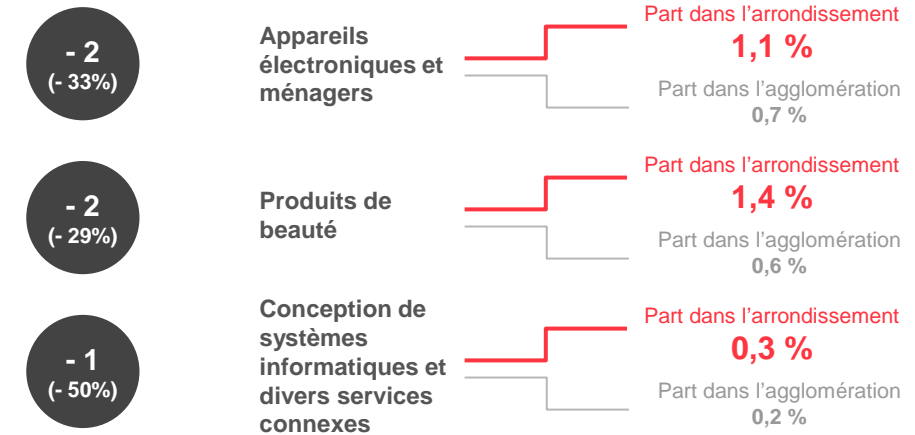 - 2
(- 33%)
Appareils
électroniques et
ménagers
Part dans l'arrondissement
1,1 %
Part dans l'agglomération
0,7 %
- 2
(- 29%)
Produits de
beauté
Part dans l'arrondissement
1,4 %
Part dans l'agglomération
0,6 %
- 1
(- 50%)
Conception de
systèmes
informatiques et
divers services
connexes
Part dans l'arrondissement
0,3 %
Part dans l'agglomération
0,2 %